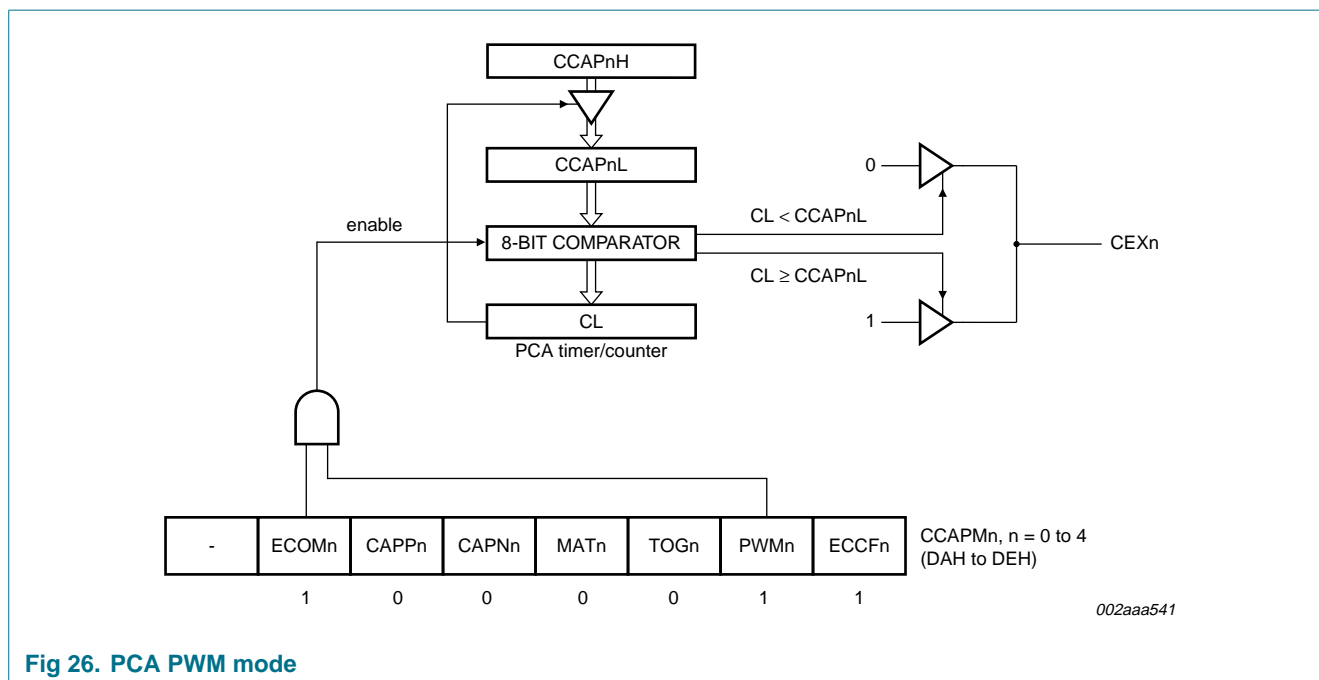 CCAPnH
CCAPnL
enable
8-BIT COMPARATOR
CL < CCAPnL
CL ≥ CCAPnL
0
1
CEXn
CL
PCA timer/counter
- ECOMn CAPPn CAPNn MATn TOGn PWMn ECCFn
CCAPMn, n = 0 to 4
(DAH to DEH)
1 0 0 0 0 1 1
002aaa541
Fig 26. PCA PWM mode